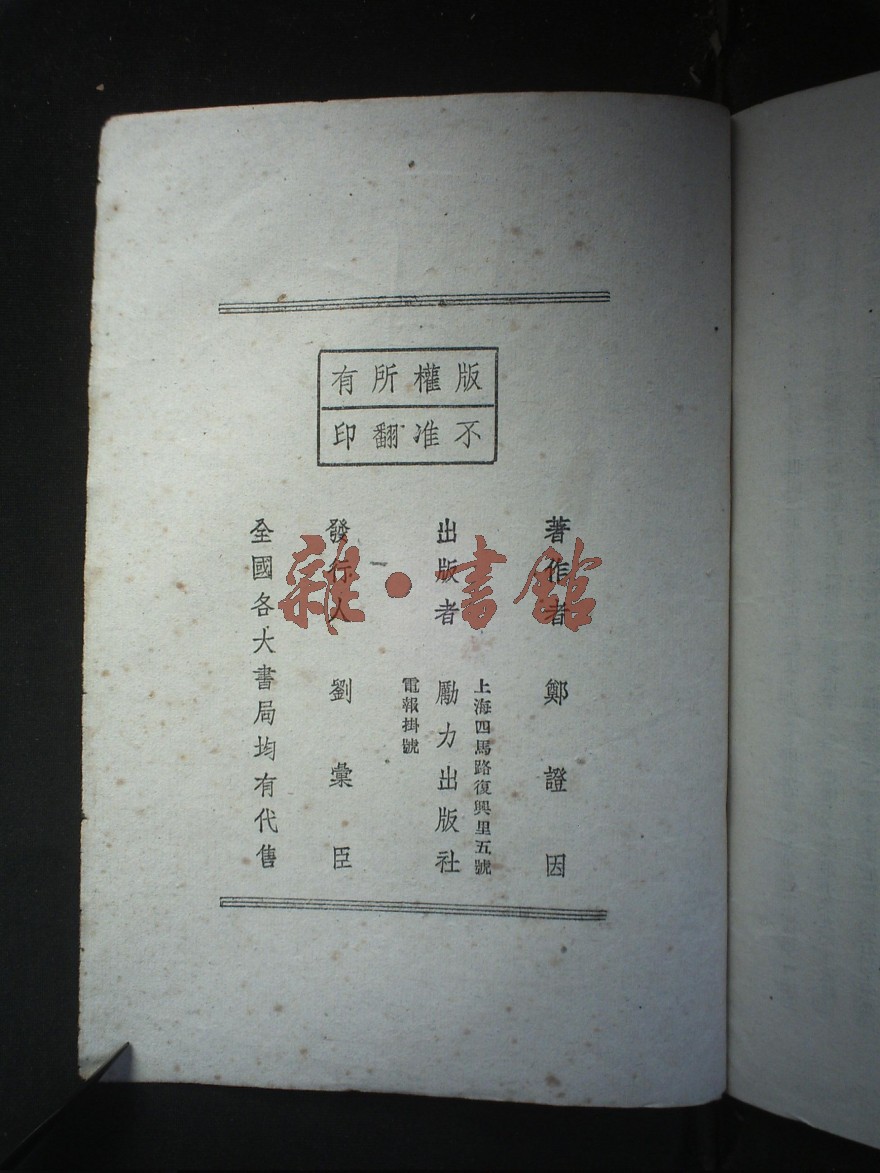 版權所有
不准翻印
著作者 鄭證因
上海四馬路復興里五號
出版者 勵力出版社
電報掛號
發行人 劉彙臣
全國各大書局均有代售
雜·書館